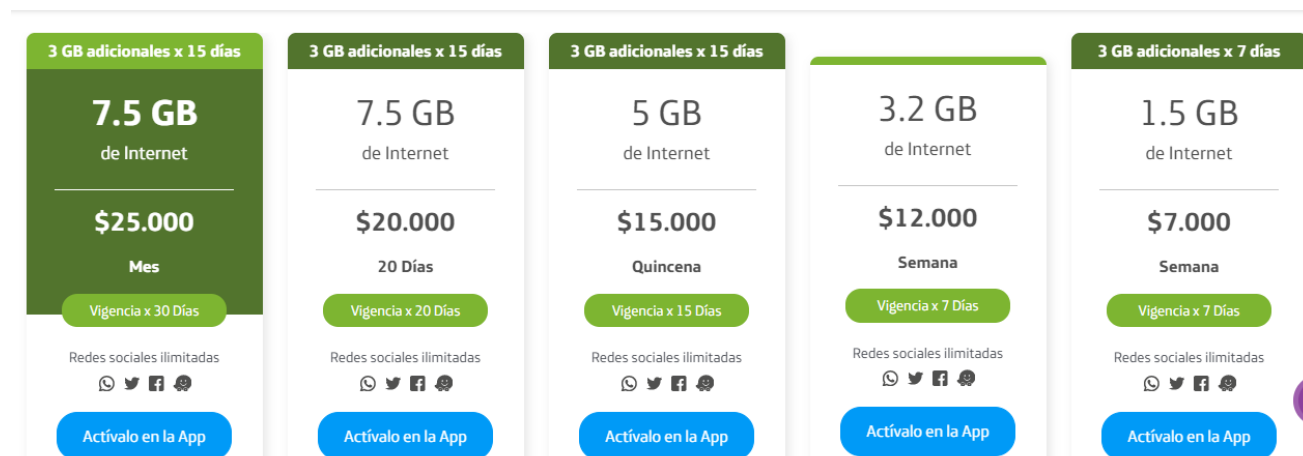 3 GB adicionales x 15 días
7.5 GB
de Internet
$25.000
Mes
Vigencia x 30 Días
Redes sociales ilimitadas
Actívalo en la App
3 GB adicionales x 15 días
7.5 GB
de Internet
$20.000
20 Días
Vigencia x 20 Días
Redes sociales ilimitadas
Actívalo en la App
3 GB adicionales x 15 días
5 GB
de Internet
$15.000
Quincena
Vigencia x 15 Días
Redes sociales ilimitadas
Actívalo en la App
3.2 GB
de Internet
$12.000
Semana
Vigencia x 7 Días
Redes sociales ilimitadas
Actívalo en la App
3 GB adicionales x 7 días
1.5 GB
de Internet
$7.000
Semana
Vigencia x 7 Días
Redes sociales ilimitadas
Actívalo en la App